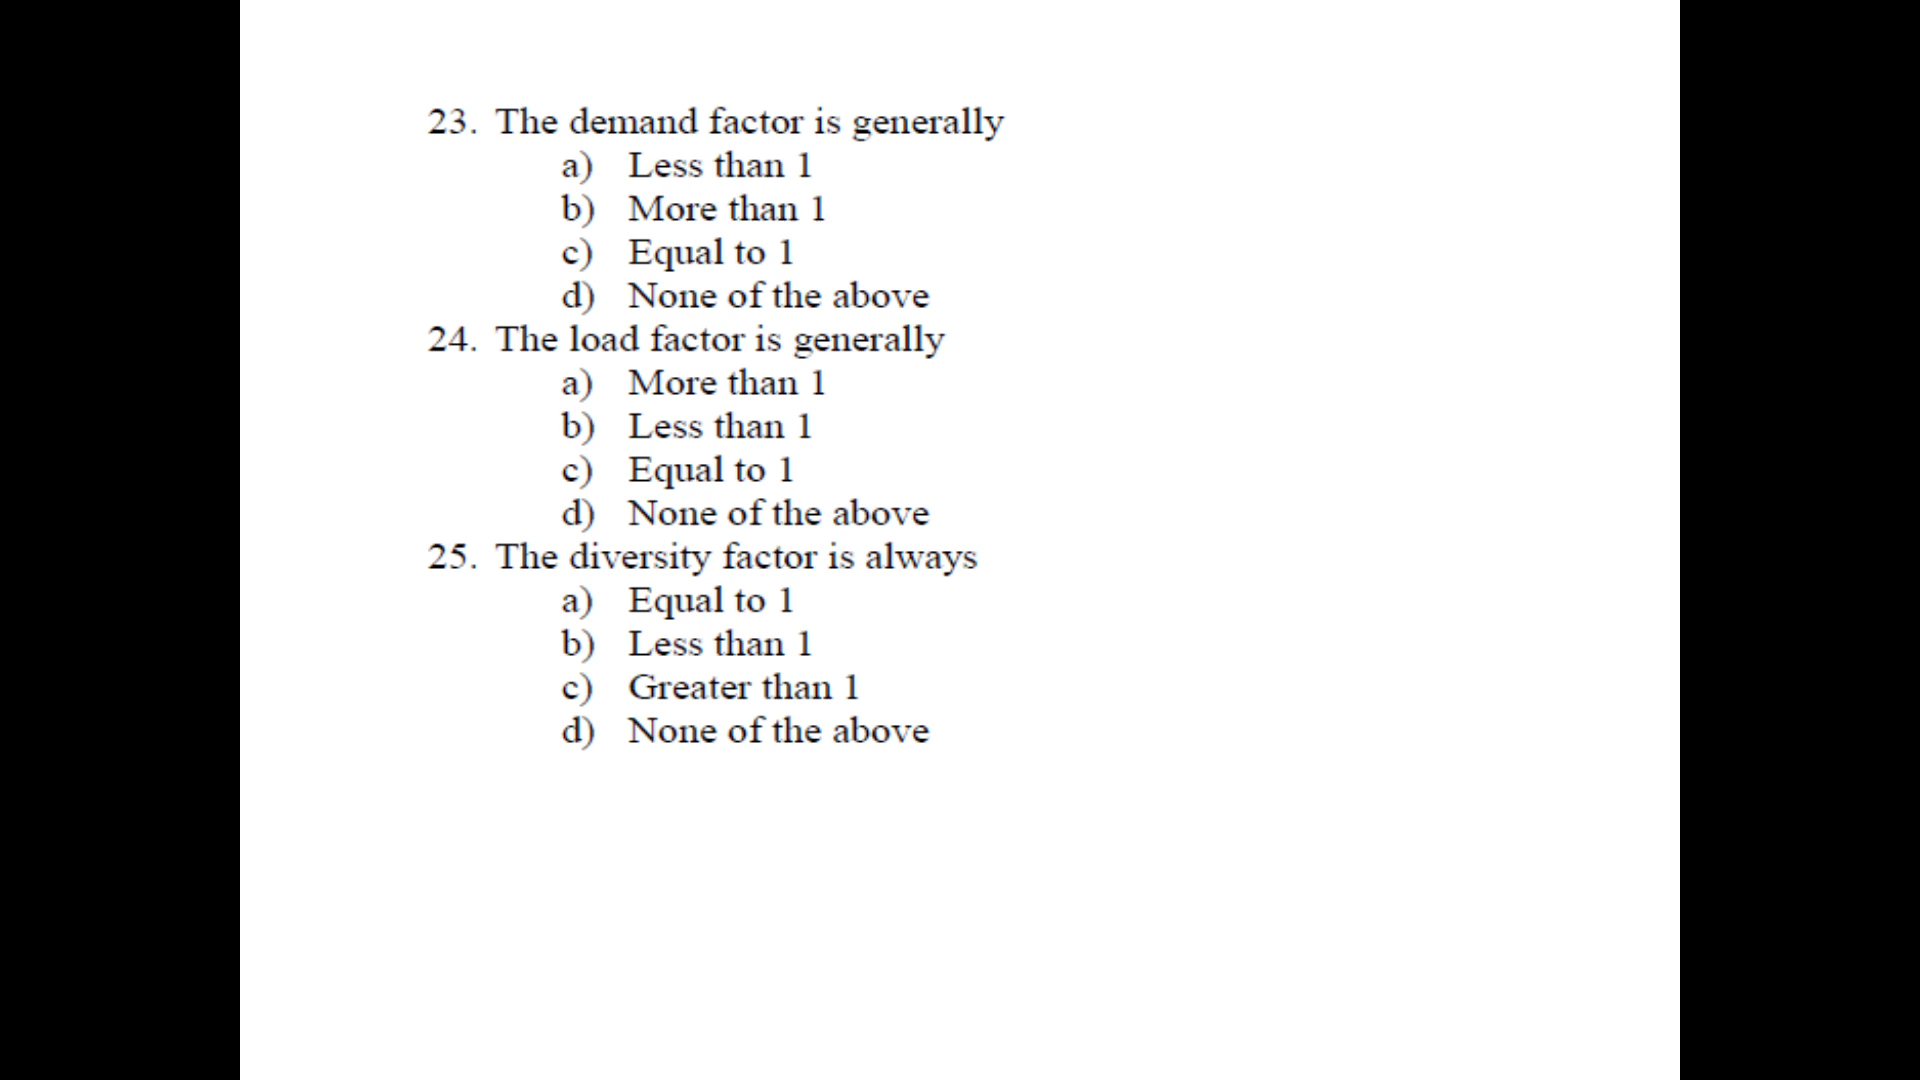 23. The demand factor is generally
a) Less than 1
b) More than 1
c) Equal to 1
d) None of the above
24. The load factor is generally
a) More than 1
b) Less than 1
c) Equal to 1
d) None of the above
25. The diversity factor is always
a) Equal to 1
b) Less than 1
c) Greater than 1
d) None of the above